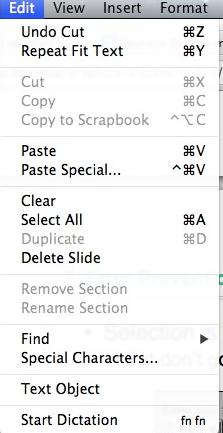 Edit View Insert Format
Undo Cut ⌘Z
Repeat Fit Text ⌘Y
Cut ⌘X
Copy ⌘C
Copy to Scrapbook ⌃⌥C
Paste ⌘V
Paste Special... ⌃⌘V
Clear
Select All ⌘A
Duplicate ⌘D
Delete Slide
Remove Section
Rename Section
Find ▶
Special Characters...
Text Object
Start Dictation fn fn